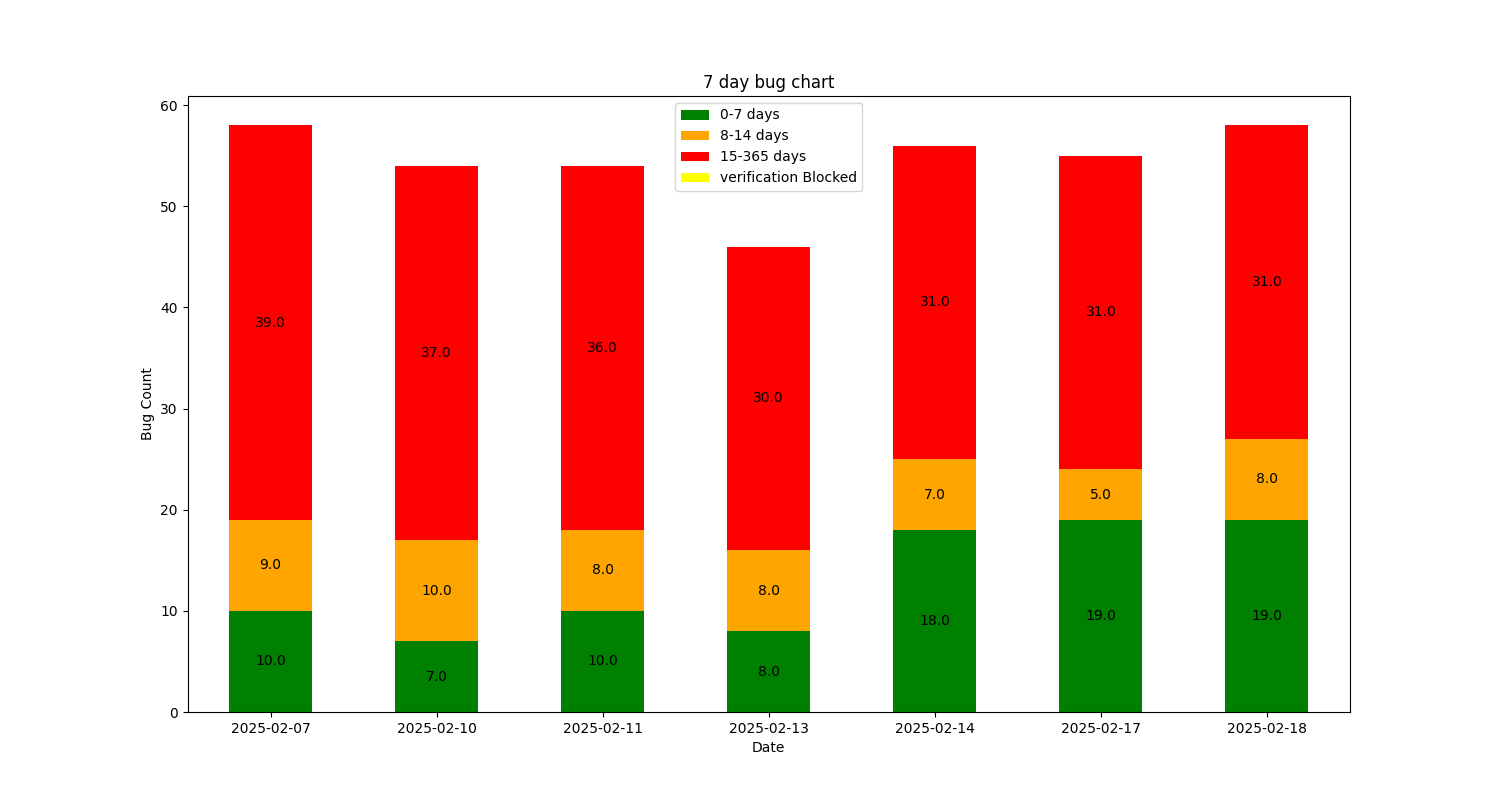 7 day bug chart
0-7 days
8-14 days
15-365 days
verification Blocked
Bug Count
60
50
40
30
20
10
0
39.0 37.0 36.0 30.0 31.0 31.0 31.0
9.0 10.0 8.0 8.0 7.0 5.0 8.0
10.0 7.0 10.0 8.0 18.0 19.0 19.0
2025-02-07 2025-02-10 2025-02-11 2025-02-13 2025-02-14 2025-02-17 2025-02-18
Date